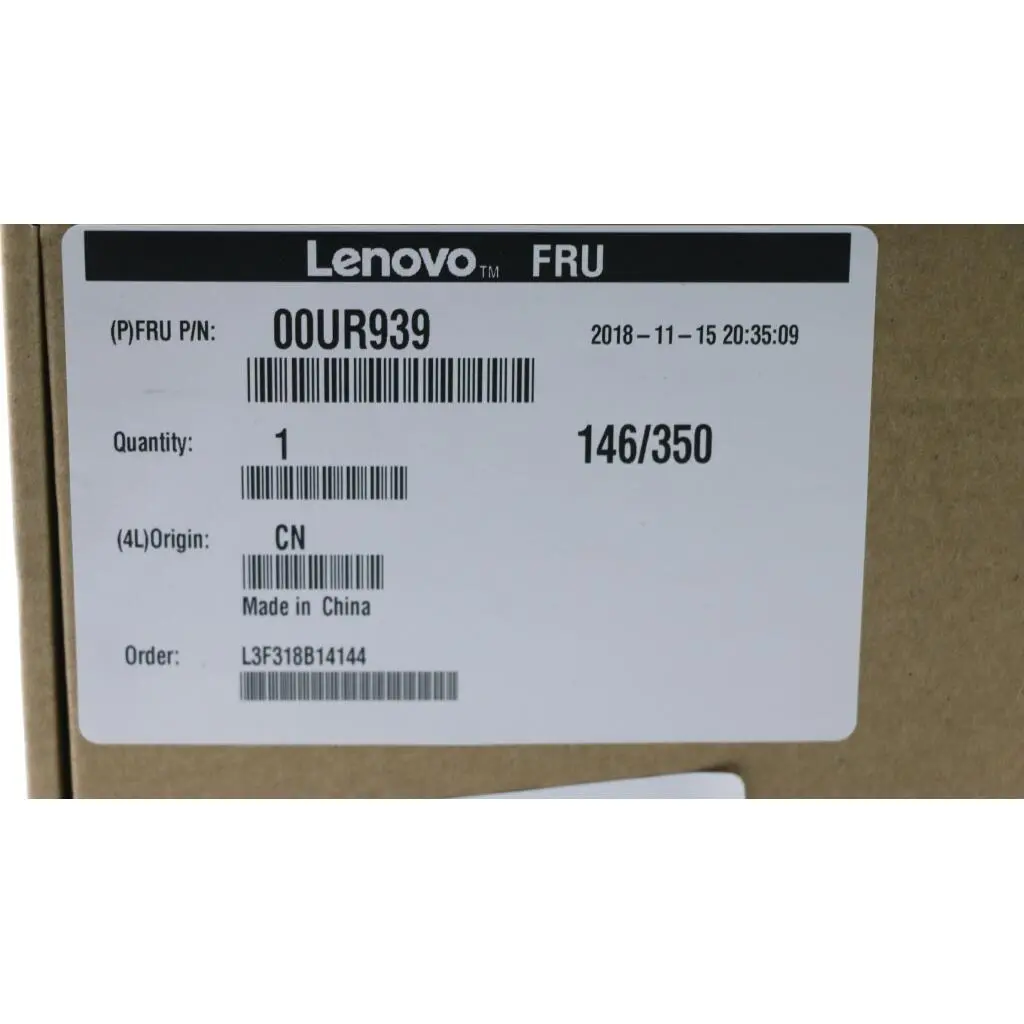 Lenovo™ FRU
(P)FRU P/N: 00UR939 2018-11-15 20:35:09
Quantity: 1 146/350
(4L)Origin: CN
Made in China
Order: L3F318B14144